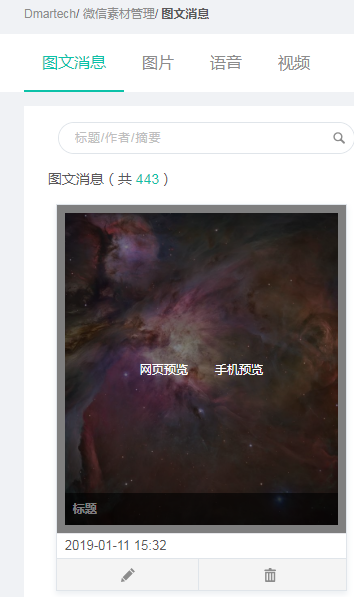 Dmartech/ 微信素材管理/ 图文消息
图文消息 图片 语音 视频
标题/作者/摘要
图文消息（共 443）
网页预览 手机预览
标题
2019-01-11 15:32